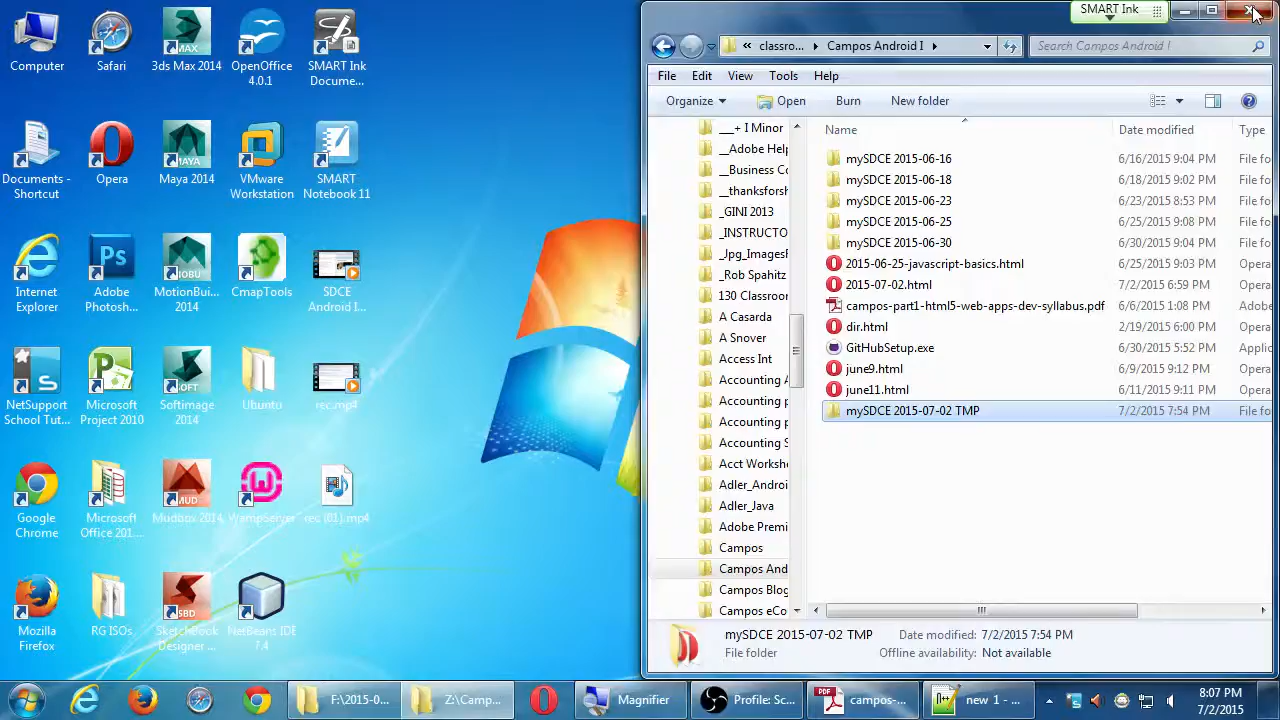 SMART Ink
Computer
Safari
3ds Max 2014
OpenOffice
4.0.1
SMART Ink
Docume...
Documents -
Shortcut
Opera
Maya 2014
VMware
Workstation
SMART
Notebook 11
Internet
Explorer
Adobe
Photosh...
MotionBui...
2014
CmapTools
SDCE
Android I...
NetSupport
School Tut...
Microsoft
Project 2010
Softimage
2014
Ubuntu
rec.mp4
Google
Chrome
Microsoft
Office 201...
Mudbox 2014
WampServer
rec (01).mp4
Mozilla
Firefox
RG ISOs
SketchBook
Designer ...
NetBeans IDE
7.4
« classro... Campos Android I
Search Campos Android I
File Edit View Tools Help
Organize Open Burn New folder
Name Date modified Type
___+ I Minor
__Adobe Help
__Business Co
__thanksforsh
_GINI 2013
_INSTRUCTO
_Jpg_Imagesf
_Rob Spahitz
130 Classroor
A Casarda
A Snover
Access Int
Accounting A
Accounting p
Accounting p
Accounting S
Acct Worksho
Adler_Androi
Adler_Java
Adobe Premi
Campos
Campos And
Campos Blog
Campos eCo
mySDCE 2015-06-16 6/16/2015 9:04 PM File fo
mySDCE 2015-06-18 6/18/2015 9:02 PM File fo
mySDCE 2015-06-23 6/23/2015 8:53 PM File fo
mySDCE 2015-06-25 6/25/2015 9:08 PM File fo
mySDCE 2015-06-30 6/30/2015 9:04 PM File fo
2015-06-25-javascript-basics.html 6/25/2015 9:03 PM Opera
2015-07-02.html 7/2/2015 6:59 PM Opera
campos-part1-html5-web-apps-dev-syllabus.pdf 6/6/2015 1:08 PM Adobe
dir.html 2/19/2015 6:00 PM Opera
GitHubSetup.exe 6/30/2015 5:52 PM Applic
june9.html 6/9/2015 9:12 PM Opera
june11.html 6/11/2015 9:11 PM Opera
mySDCE 2015-07-02 TMP 7/2/2015 7:54 PM File fo
mySDCE 2015-07-02 TMP Date modified: 7/2/2015 7:54 PM
File folder Offline availability: Not available
F:\2015-0... Z:\Camp... Magnifier Profile: Sc... campos-... new 1 - ...
8:07 PM
7/2/2015